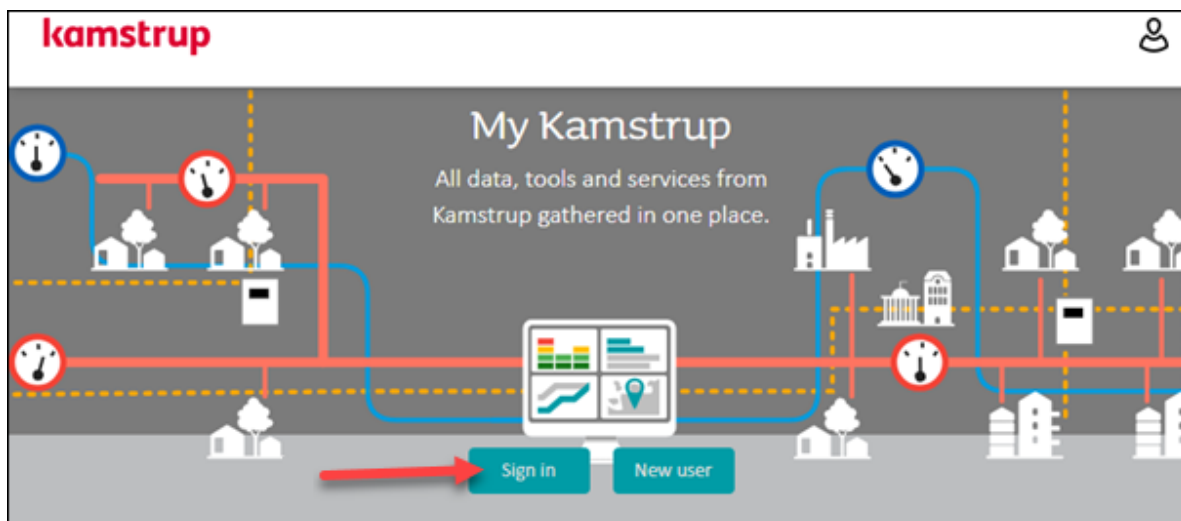 kamstrup
My Kamstrup
All data, tools and services from
Kamstrup gathered in one place.
Sign in
New user